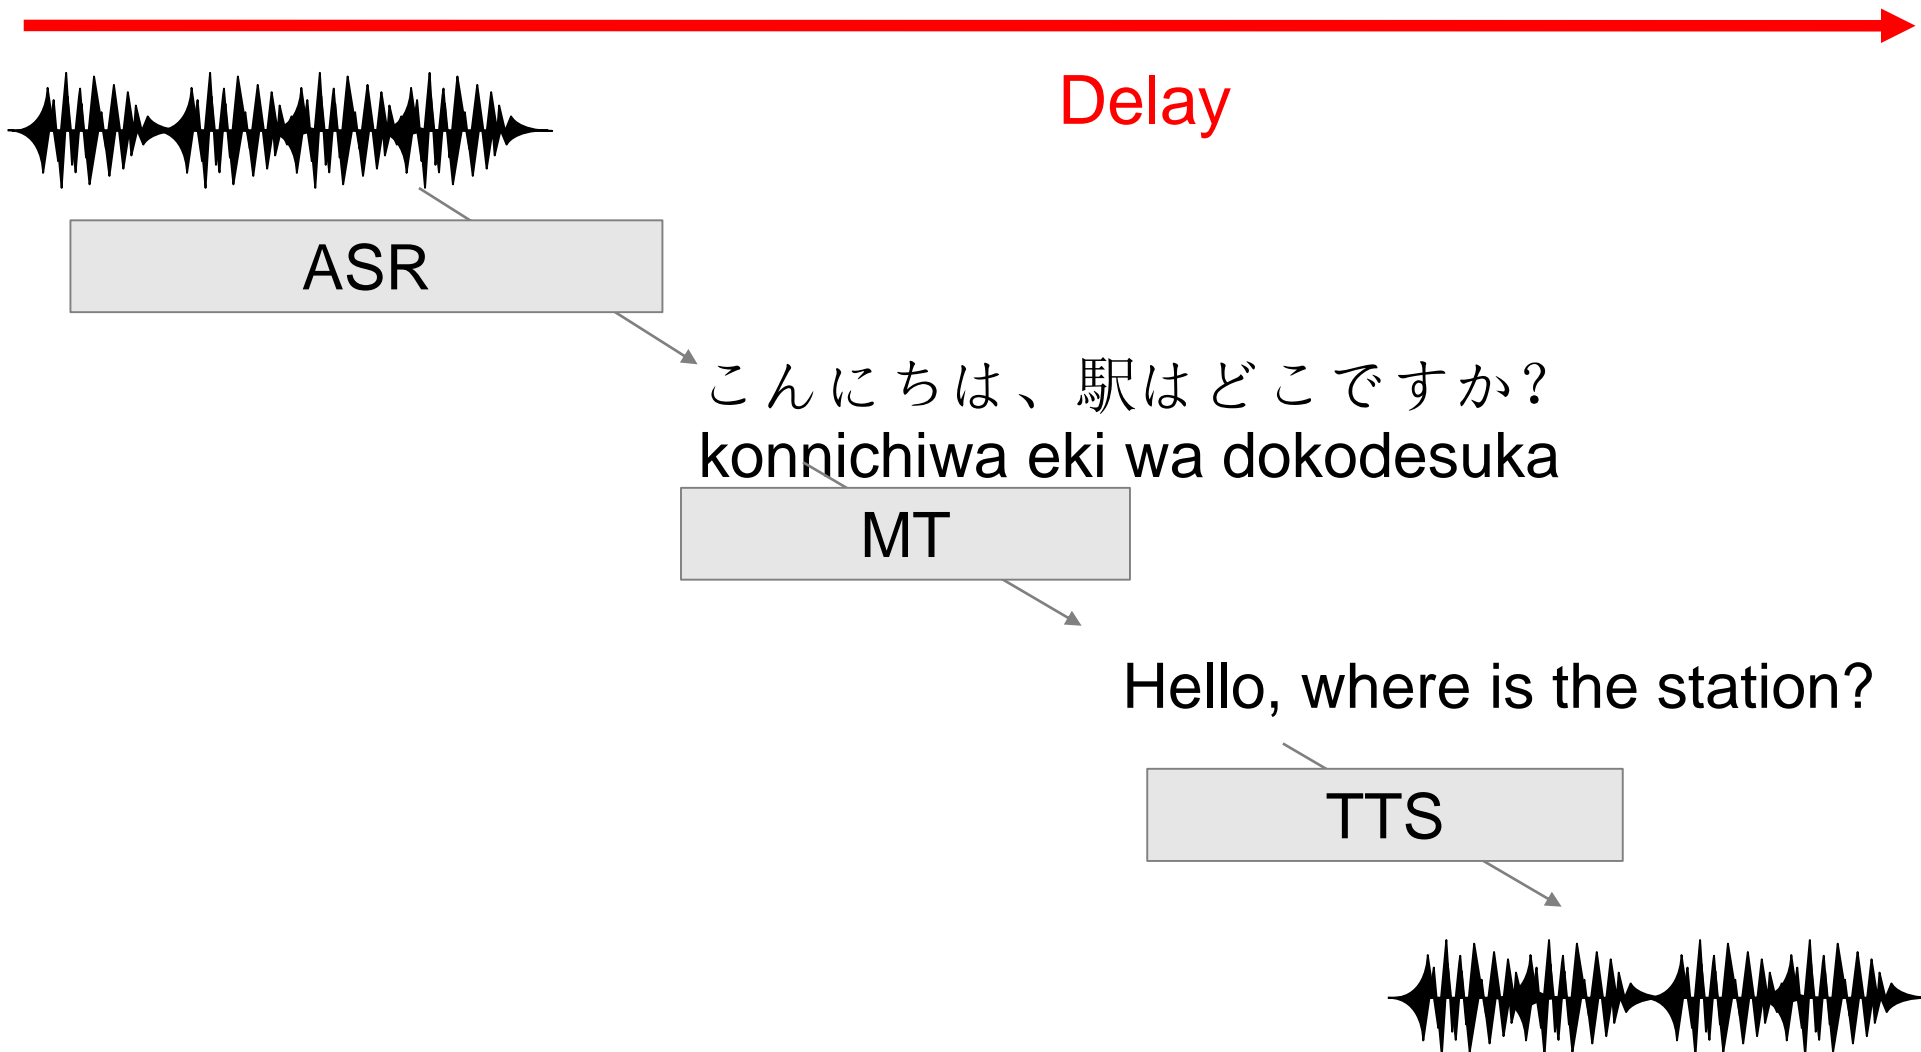 Delay
ASR
こんにちは、駅はどこですか?
konnichiwa eki wa dokodesuka
MT
Hello, where is the station?
TTS